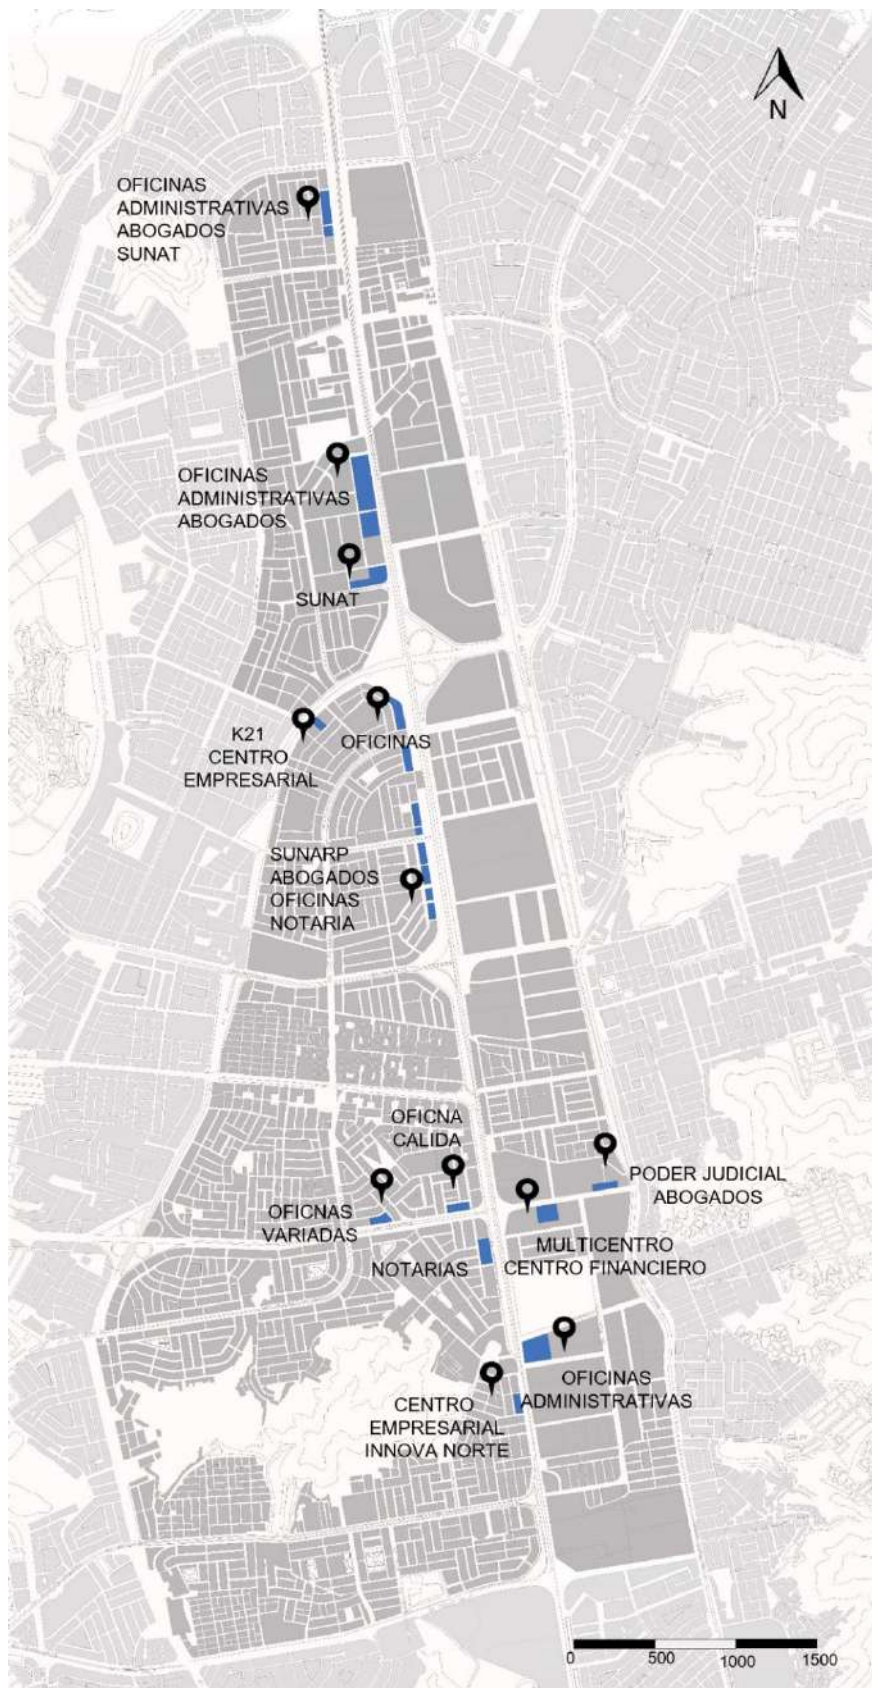 N
OFICINAS
ADMINISTRATIVAS
ABOGADOS
SUNAT
OFICINAS
ADMINISTRATIVAS
ABOGADOS
SUNAT
K21
CENTRO
EMPRESARIAL
OFICINAS
SUNARP
ABOGADOS
OFICINAS
NOTARIA
OFICNA
CALIDA
PODER JUDICIAL
ABOGADOS
OFICNAS
VARIADAS
NOTARIAS
MULTICENTRO
CENTRO FINANCIERO
OFICINAS
ADMINISTRATIVAS
CENTRO
EMPRESARIAL
INNOVA NORTE
0 500 1000 1500